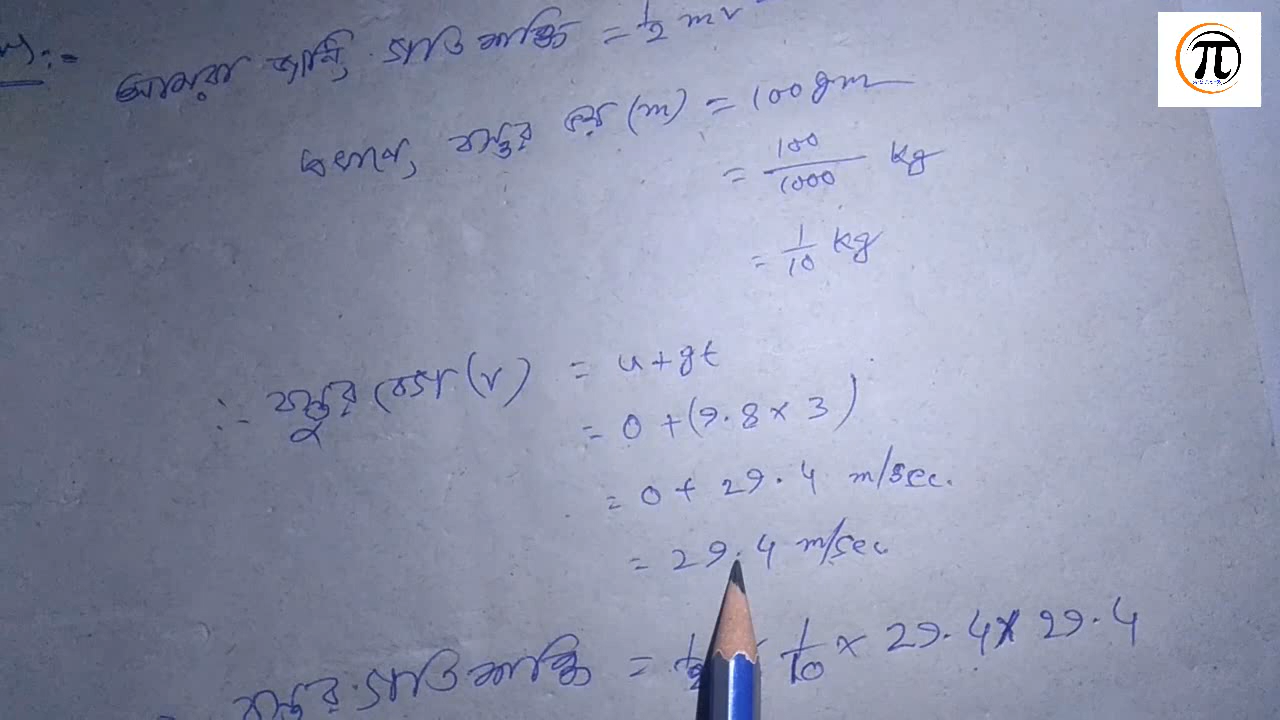 আমরা জানি, গতি শক্তি = 1/2 mv
এখানে, বস্তুর ভর (m) = 100 gm
= 100/1000 kg
= 1/10 kg
∴ বস্তুর বেগ (v) = u + gt
= 0 + (9.8 × 3)
= 0 + 29.4 m/sec.
= 29.4 m/sec
বস্তুর গতি শক্তি = 1/2 × 1/10 × 29.4 × 29.4
π